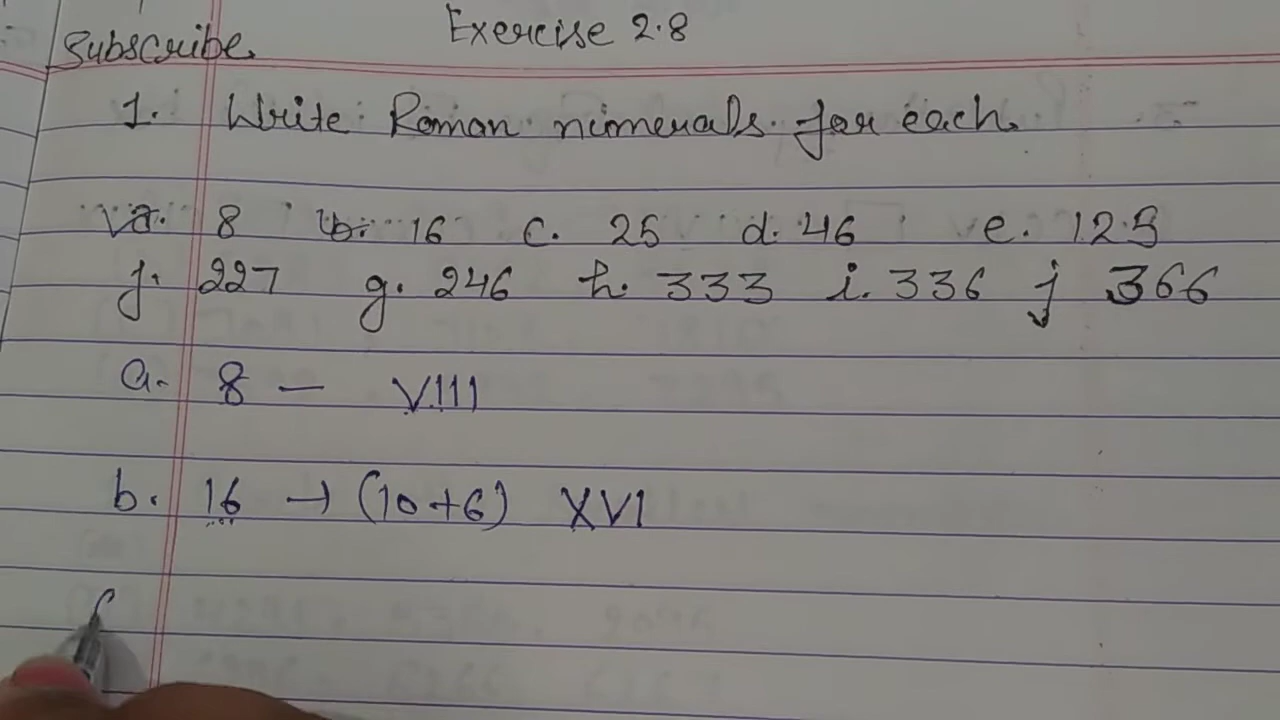 Exercise 2.8
Subscribe
1. Write Roman numerals for each.
a. 8 b. 16 c. 25 d. 46 e. 125
f. 227 g. 246 h. 333 i. 336 j 366
a. 8 — VIII
b. 16 → (10+6) XVI